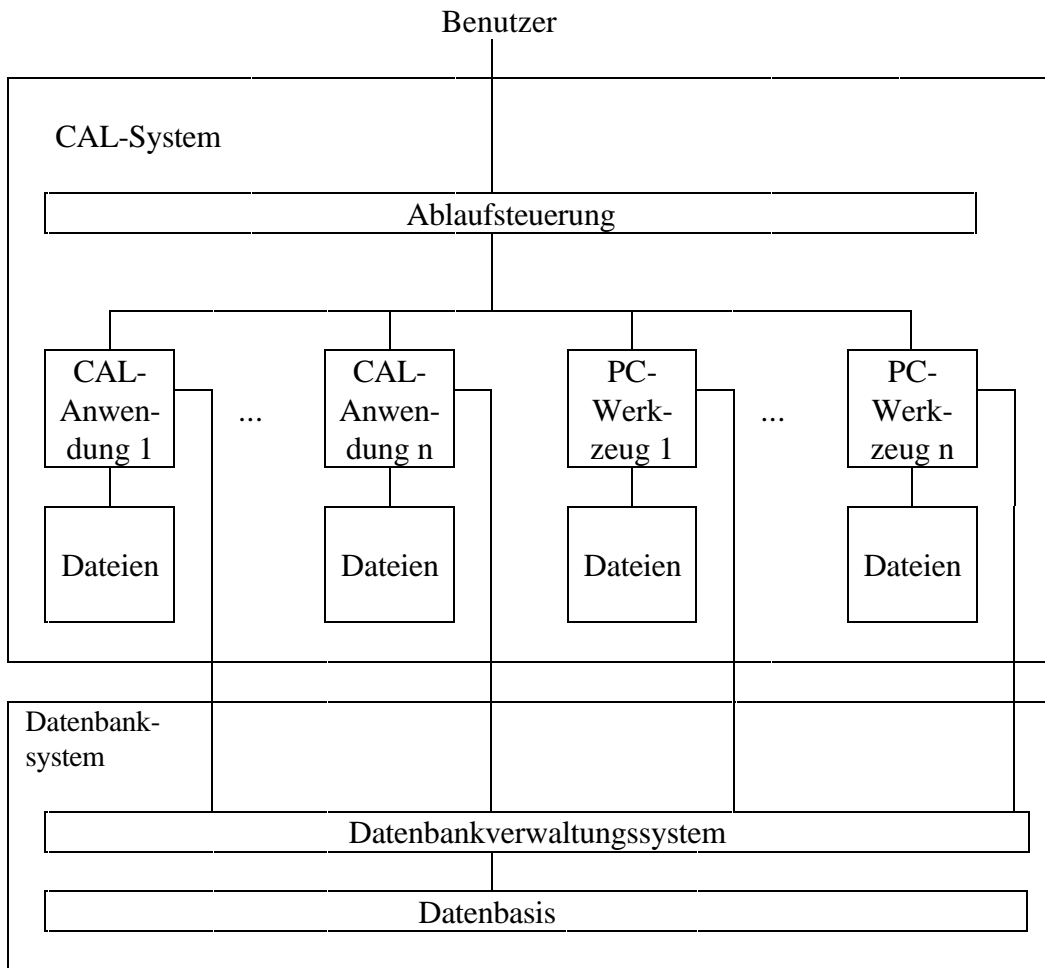 Benutzer
CAL-System
Ablaufsteuerung
CAL-
Anwen-
dung 1
...
CAL-
Anwen-
dung n
PC-
Werk-
zeug 1
...
PC-
Werk-
zeug n
Dateien
Dateien
Dateien
Dateien
Datenbank-
system
Datenbankverwaltungssystem
Datenbasis